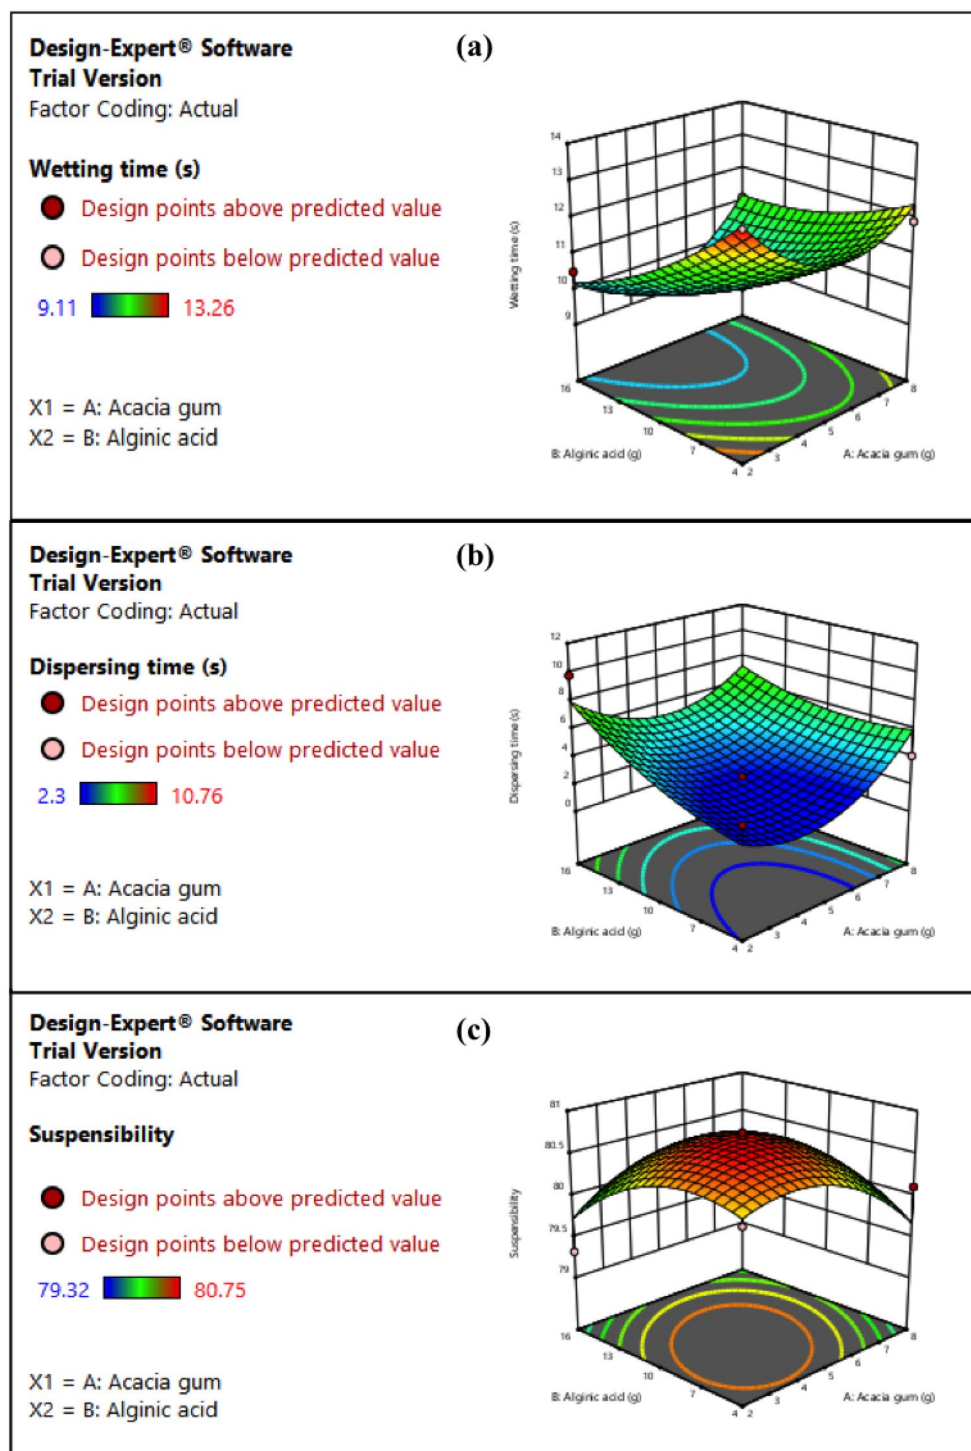 (a)
Design-Expert® Software
Trial Version
Factor Coding: Actual
Wetting time (s)
Design points above predicted value
Design points below predicted value
9.11 13.26
X1 = A: Acacia gum
X2 = B: Alginic acid
14
13
12
11
10
9
Wetting time (s)
16
13
10
7
4
2
3
4
5
6
7
8
B: Alginic acid (g)
A: Acacia gum (g)
(b)
Design-Expert® Software
Trial Version
Factor Coding: Actual
Dispersing time (s)
Design points above predicted value
Design points below predicted value
2.3 10.76
X1 = A: Acacia gum
X2 = B: Alginic acid
12
10
8
6
4
2
0
Dispersing time (s)
16
13
10
7
4
2
3
4
5
6
7
8
B: Alginic acid (g)
A: Acacia gum (g)
(c)
Design-Expert® Software
Trial Version
Factor Coding: Actual
Suspensibility
Design points above predicted value
Design points below predicted value
79.32 80.75
X1 = A: Acacia gum
X2 = B: Alginic acid
81
80.5
80
79.5
79
Suspensibility
16
13
10
7
4
2
3
4
5
6
7
8
B: Alginic acid (g)
A: Acacia gum (g)